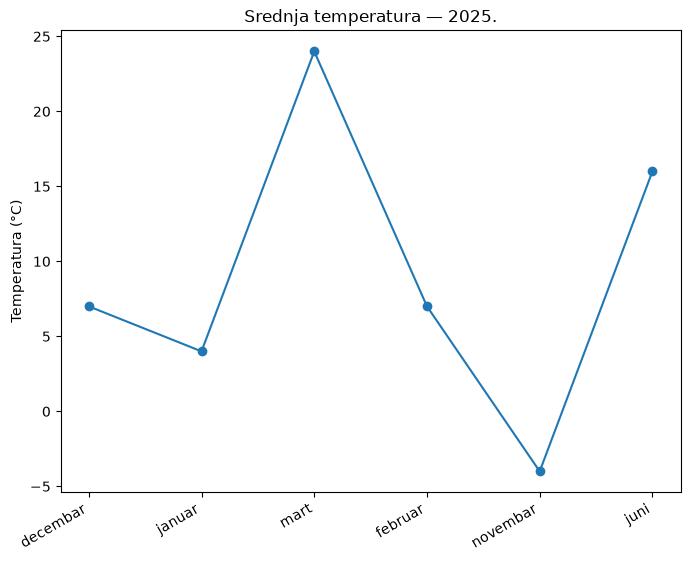 Srednja temperatura — 2025.
Temperatura (°C)
25
20
15
10
5
0
−5
decembar
januar
mart
februar
novembar
juni